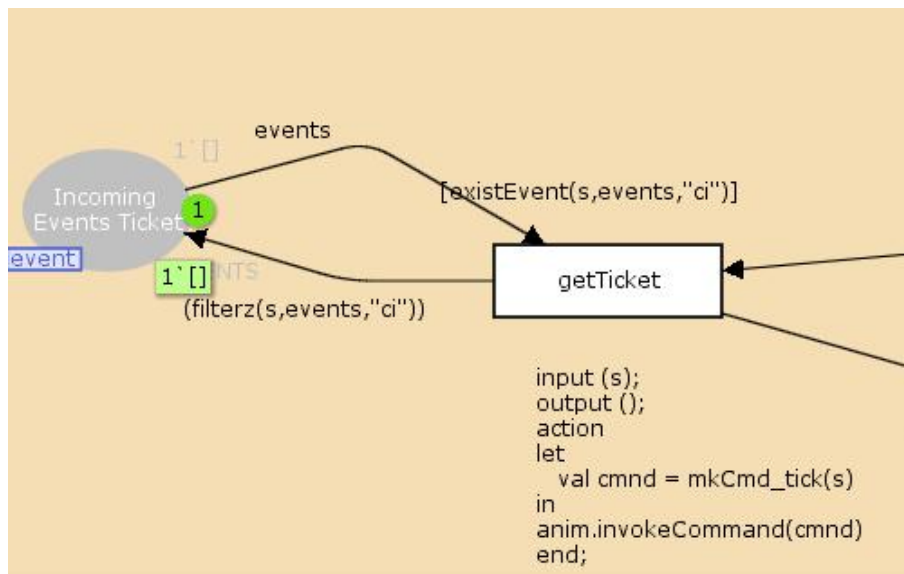 events
1`[]
[existEvent(s,events,"ci")]
Incoming
Events Ticket
1
event
1`[]
NTS
getTicket
(filterz(s,events,"ci"))
input (s);
output ();
action
let
val cmnd = mkCmd_tick(s)
in
anim.invokeCommand(cmnd)
end;